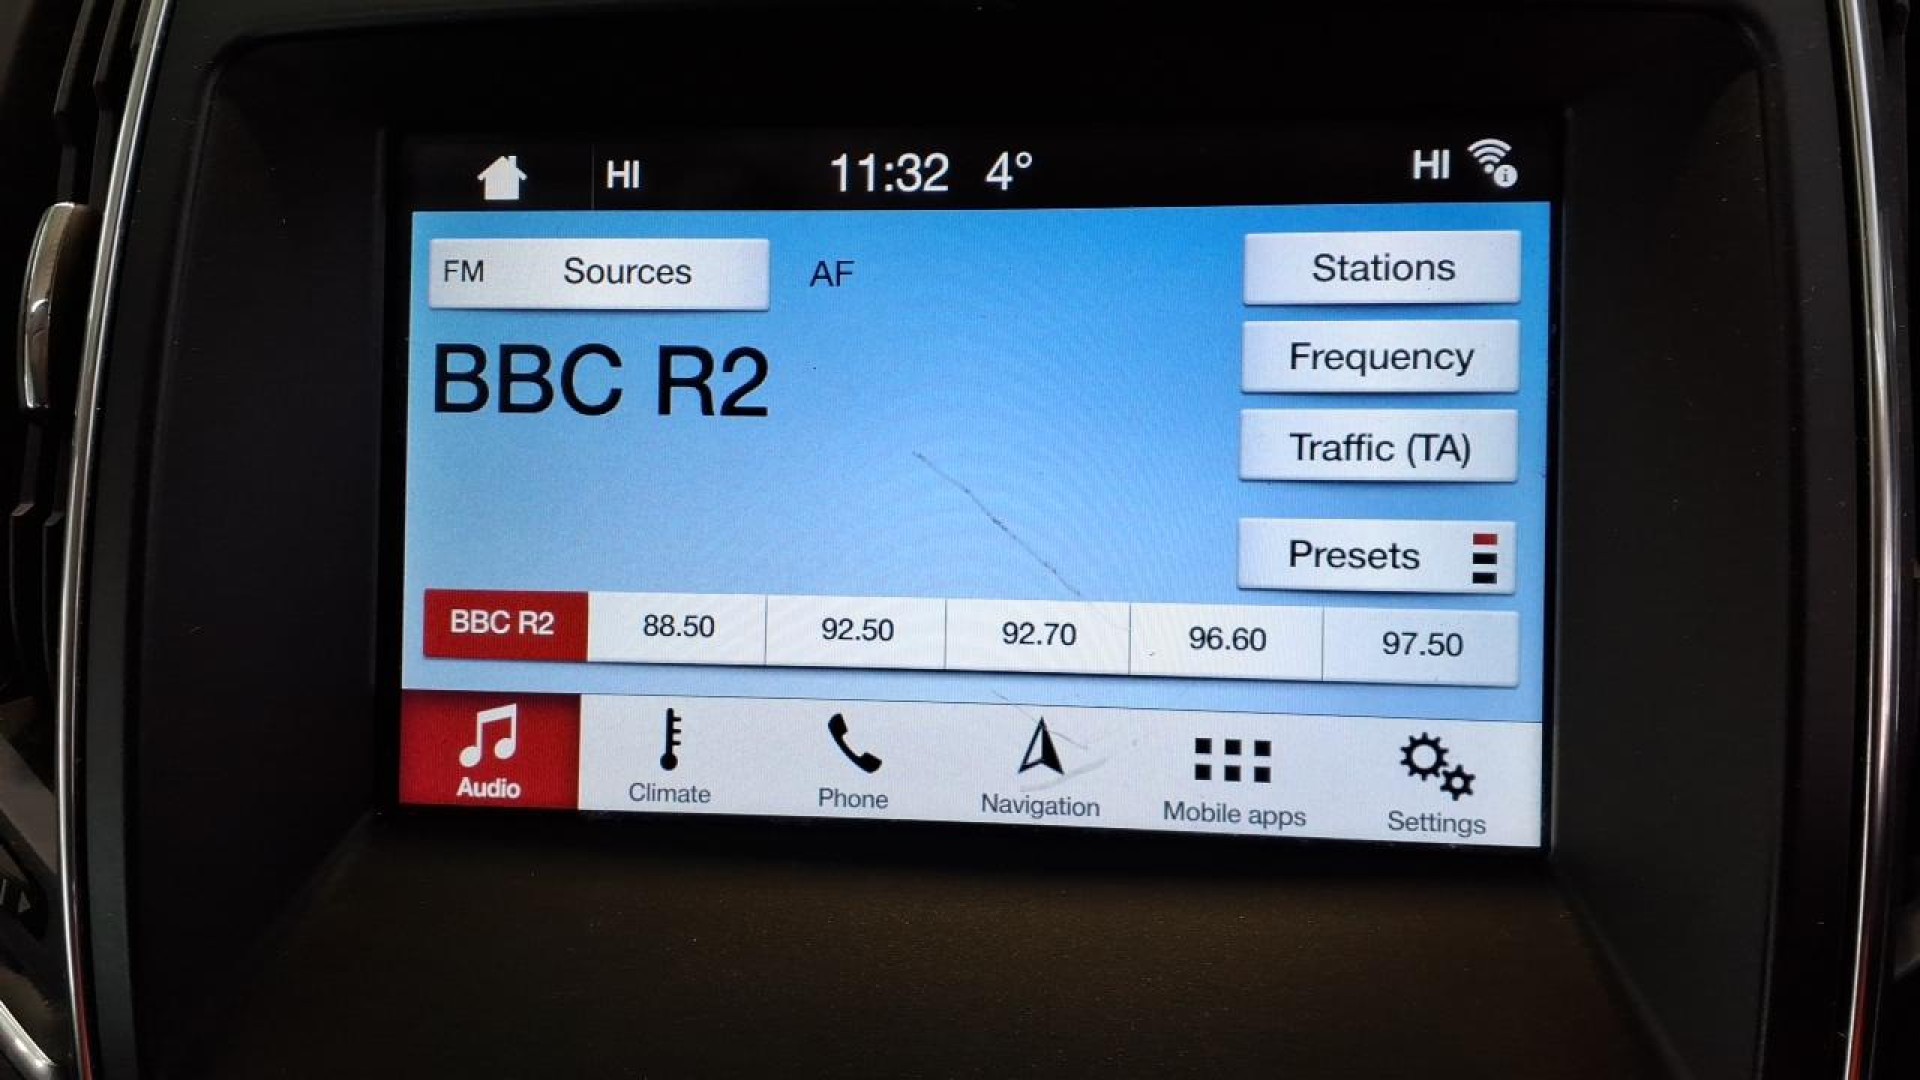 HI 11:32 4° HI
FM Sources AF Stations
BBC R2
Frequency
Traffic (TA)
Presets
BBC R2 88.50 92.50 92.70 96.60 97.50
Audio Climate Phone Navigation Mobile apps Settings